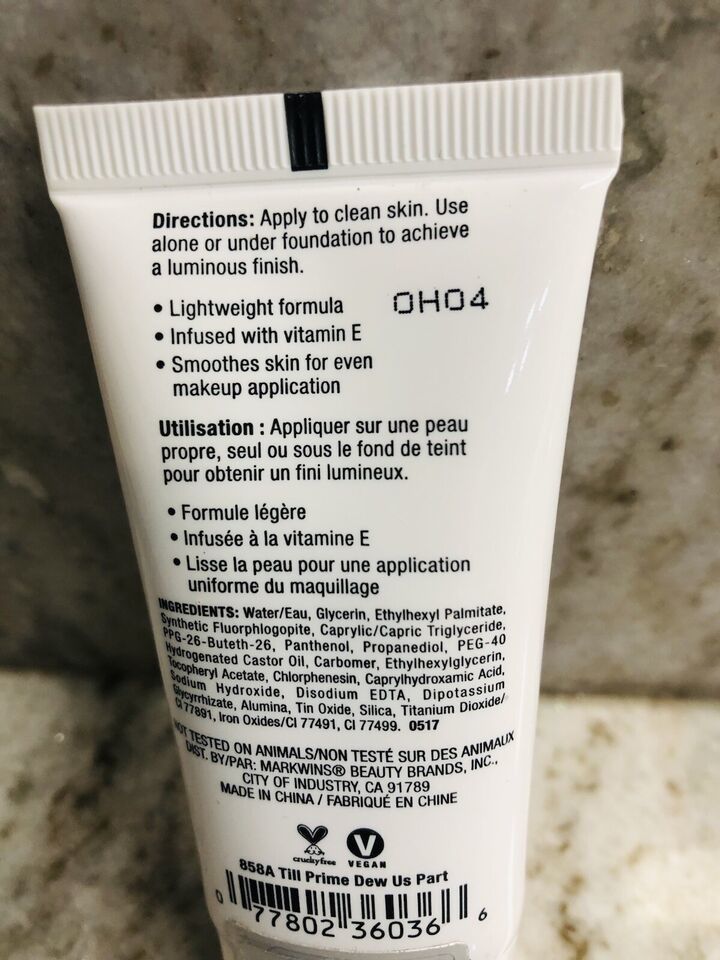 Directions: Apply to clean skin. Use
alone or under foundation to achieve
a luminous finish.
• Lightweight formula
OH04
• Infused with vitamin E
• Smoothes skin for even
makeup application
Utilisation : Appliquer sur une peau
propre, seul ou sous le fond de teint
pour obtenir un fini lumineux.
• Formule légère
• Infusée à la vitamine E
• Lisse la peau pour une application
uniforme du maquillage
INGREDIENTS: Water/Eau, Glycerin, Ethylhexyl Palmitate,
Synthetic Fluorphlogopite, Caprylic/Capric Triglyceride,
PPG-26-Buteth-26, Panthenol, Propanediol, PEG-40
Hydrogenated Castor Oil, Carbomer, Ethylhexylglycerin,
Tocopheryl Acetate, Chlorphenesin, Caprylhydroxamic Acid,
Sodium Hydroxide, Disodium EDTA, Dipotassium
Glycyrrhizate, Alumina, Tin Oxide, Silica, Titanium Dioxide/
CI 77891, Iron Oxides/CI 77491, CI 77499. 0517
NOT TESTED ON ANIMALS/NON TESTÉ SUR DES ANIMAUX
DIST. BY/PAR: MARKWINS® BEAUTY BRANDS, INC.,
CITY OF INDUSTRY, CA 91789
MADE IN CHINA / FABRIQUÉ EN CHINE
crueltyfree
V
VEGAN
858A Till Prime Dew Us Part
0 77802 36036 6